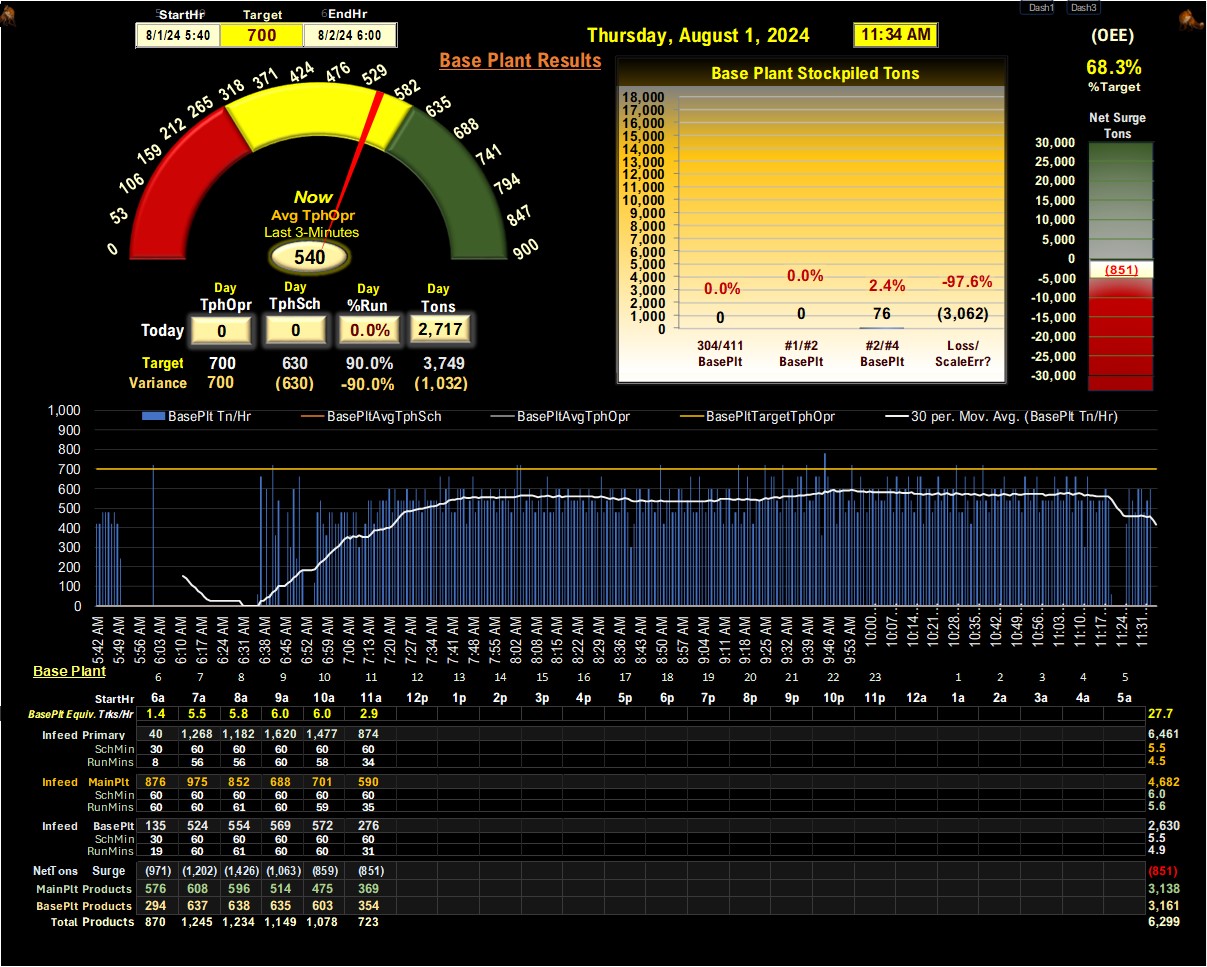 Dash1 Dash3
StartHr Target EndHr
8/1/24 5:40 700 8/2/24 6:00
Thursday, August 1, 2024 11:34 AM
(OEE)
68.3%
%Target
Base Plant Results
Base Plant Stockpiled Tons
0 53 106 159 212 265 318 371 424 476 529 582 635 688 741 794 847 900
Now
Avg TphOpr
Last 3-Minutes
540
Day Day Day Day
TphOpr TphSch %Run Tons
Today 0 0 0.0% 2,717
Target 700 630 90.0% 3,749
Variance 700 (630) -90.0% (1,032)
18,000
17,000
16,000
15,000
14,000
13,000
12,000
11,000
10,000
9,000
8,000
7,000
6,000
5,000
4,000
3,000
2,000
1,000
0
0.0% 0.0% 2.4% -97.6%
0 0 76 (3,062)
304/411 #1/#2 #2/#4 Loss/
BasePlt BasePlt BasePlt ScaleErr?
Net Surge
Tons
30,000
25,000
20,000
15,000
10,000
5,000
0
-5,000
-10,000
-15,000
-20,000
-25,000
-30,000
(851)
BasePlt Tn/Hr BasePltAvgTphSch BasePltAvgTphOpr BasePltTargetTphOpr 30 per. Mov. Avg. (BasePlt Tn/Hr)
1,000
900
800
700
600
500
400
300
200
100
0
5:42 AM 5:49 AM 5:56 AM 6:03 AM 6:10 AM 6:17 AM 6:24 AM 6:31 AM 6:38 AM 6:45 AM 6:52 AM 6:59 AM 7:06 AM 7:13 AM 7:20 AM 7:27 AM 7:34 AM 7:41 AM 7:48 AM 7:55 AM 8:02 AM 8:08 AM 8:15 AM 8:22 AM 8:29 AM 8:36 AM 8:43 AM 8:50 AM 8:57 AM 9:04 AM 9:11 AM 9:18 AM 9:25 AM 9:32 AM 9:39 AM 9:46 AM 9:53 AM 10:00... 10:07... 10:14... 10:21... 10:28... 10:35... 10:42... 10:49... 10:56... 11:03... 11:10... 11:17... 11:24... 11:31...
Base Plant
6 7 8 9 10 11 12 13 14 15 16 17 18 19 20 21 22 23 1 2 3 4 5
StartHr 6a 7a 8a 9a 10a 11a 12p 1p 2p 3p 4p 5p 6p 7p 8p 9p 10p 11p 12a 1a 2a 3a 4a 5a
BasePlt Equiv. Trks/Hr 1.4 5.5 5.8 6.0 6.0 2.9 27.7
Infeed Primary 40 1,268 1,182 1,620 1,477 874 6,461
SchMin 30 60 60 60 60 60 5.5
RunMins 8 56 56 60 58 34 4.5
Infeed MainPlt 876 975 852 688 701 590 4,682
SchMin 60 60 60 60 60 60 6.0
RunMins 60 60 61 60 59 35 5.6
Infeed BasePlt 135 524 554 569 572 276 2,630
SchMin 30 60 60 60 60 60 5.5
RunMins 19 60 61 60 60 31 4.9
NetTons Surge (971) (1,202) (1,426) (1,063) (859) (851) (851)
MainPlt Products 576 608 596 514 475 369 3,138
BasePlt Products 294 637 638 635 603 354 3,161
Total Products 870 1,245 1,234 1,149 1,078 723 6,299